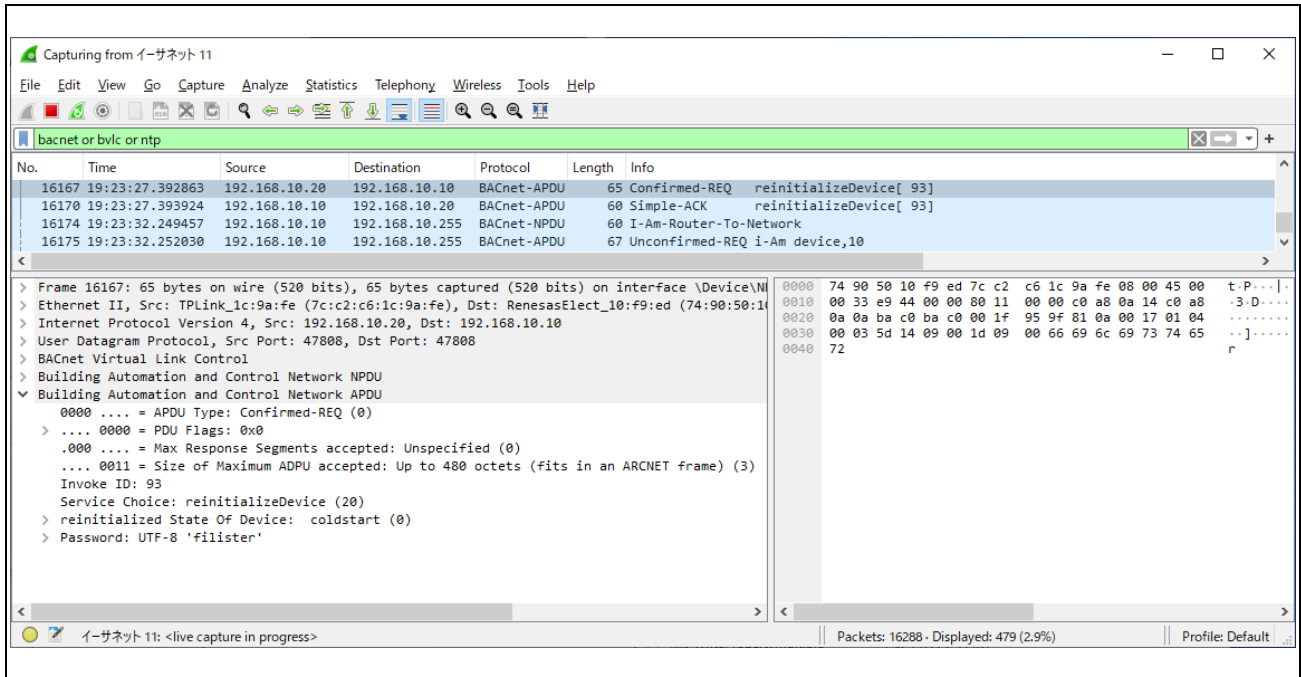 Capturing from イーサネット 11
File Edit View Go Capture Analyze Statistics Telephony Wireless Tools Help
bacnet or bvlc or ntp
No. Time Source Destination Protocol Length Info
16167 19:23:27.392863 192.168.10.20 192.168.10.10 BACnet-APDU 65 Confirmed-REQ reinitializeDevice[ 93]
16170 19:23:27.393924 192.168.10.10 192.168.10.20 BACnet-APDU 60 Simple-ACK reinitializeDevice[ 93]
16174 19:23:32.249457 192.168.10.10 192.168.10.255 BACnet-NPDU 60 I-Am-Router-To-Network
16175 19:23:32.252030 192.168.10.10 192.168.10.255 BACnet-APDU 67 Unconfirmed-REQ i-Am device,10
> Frame 16167: 65 bytes on wire (520 bits), 65 bytes captured (520 bits) on interface \Device\N
> Ethernet II, Src: TPLink_1c:9a:fe (7c:c2:c6:1c:9a:fe), Dst: RenesasElect_10:f9:ed (74:90:50:1
> Internet Protocol Version 4, Src: 192.168.10.20, Dst: 192.168.10.10
> User Datagram Protocol, Src Port: 47808, Dst Port: 47808
> BACnet Virtual Link Control
> Building Automation and Control Network NPDU
Building Automation and Control Network APDU
0000 .... = APDU Type: Confirmed-REQ (0)
> .... 0000 = PDU Flags: 0x0
.000 .... = Max Response Segments accepted: Unspecified (0)
.... 0011 = Size of Maximum ADPU accepted: Up to 480 octets (fits in an ARCNET frame) (3)
Invoke ID: 93
Service Choice: reinitializeDevice (20)
> reinitialized State Of Device: coldstart (0)
> Password: UTF-8 'filister'
0000 74 90 50 10 f9 ed 7c c2 c6 1c 9a fe 08 00 45 00 t·P···|·
0010 00 33 e9 44 00 00 80 11 00 00 c0 a8 0a 14 c0 a8 ·3·D····
0020 0a 0a ba c0 ba c0 00 1f 95 9f 81 0a 00 17 01 04 ········
0030 00 03 5d 14 09 00 1d 09 00 66 69 6c 69 73 74 65 ··]·····
0040 72 r
イーサネット 11: <live capture in progress>
Packets: 16288 · Displayed: 479 (2.9%)
Profile: Default